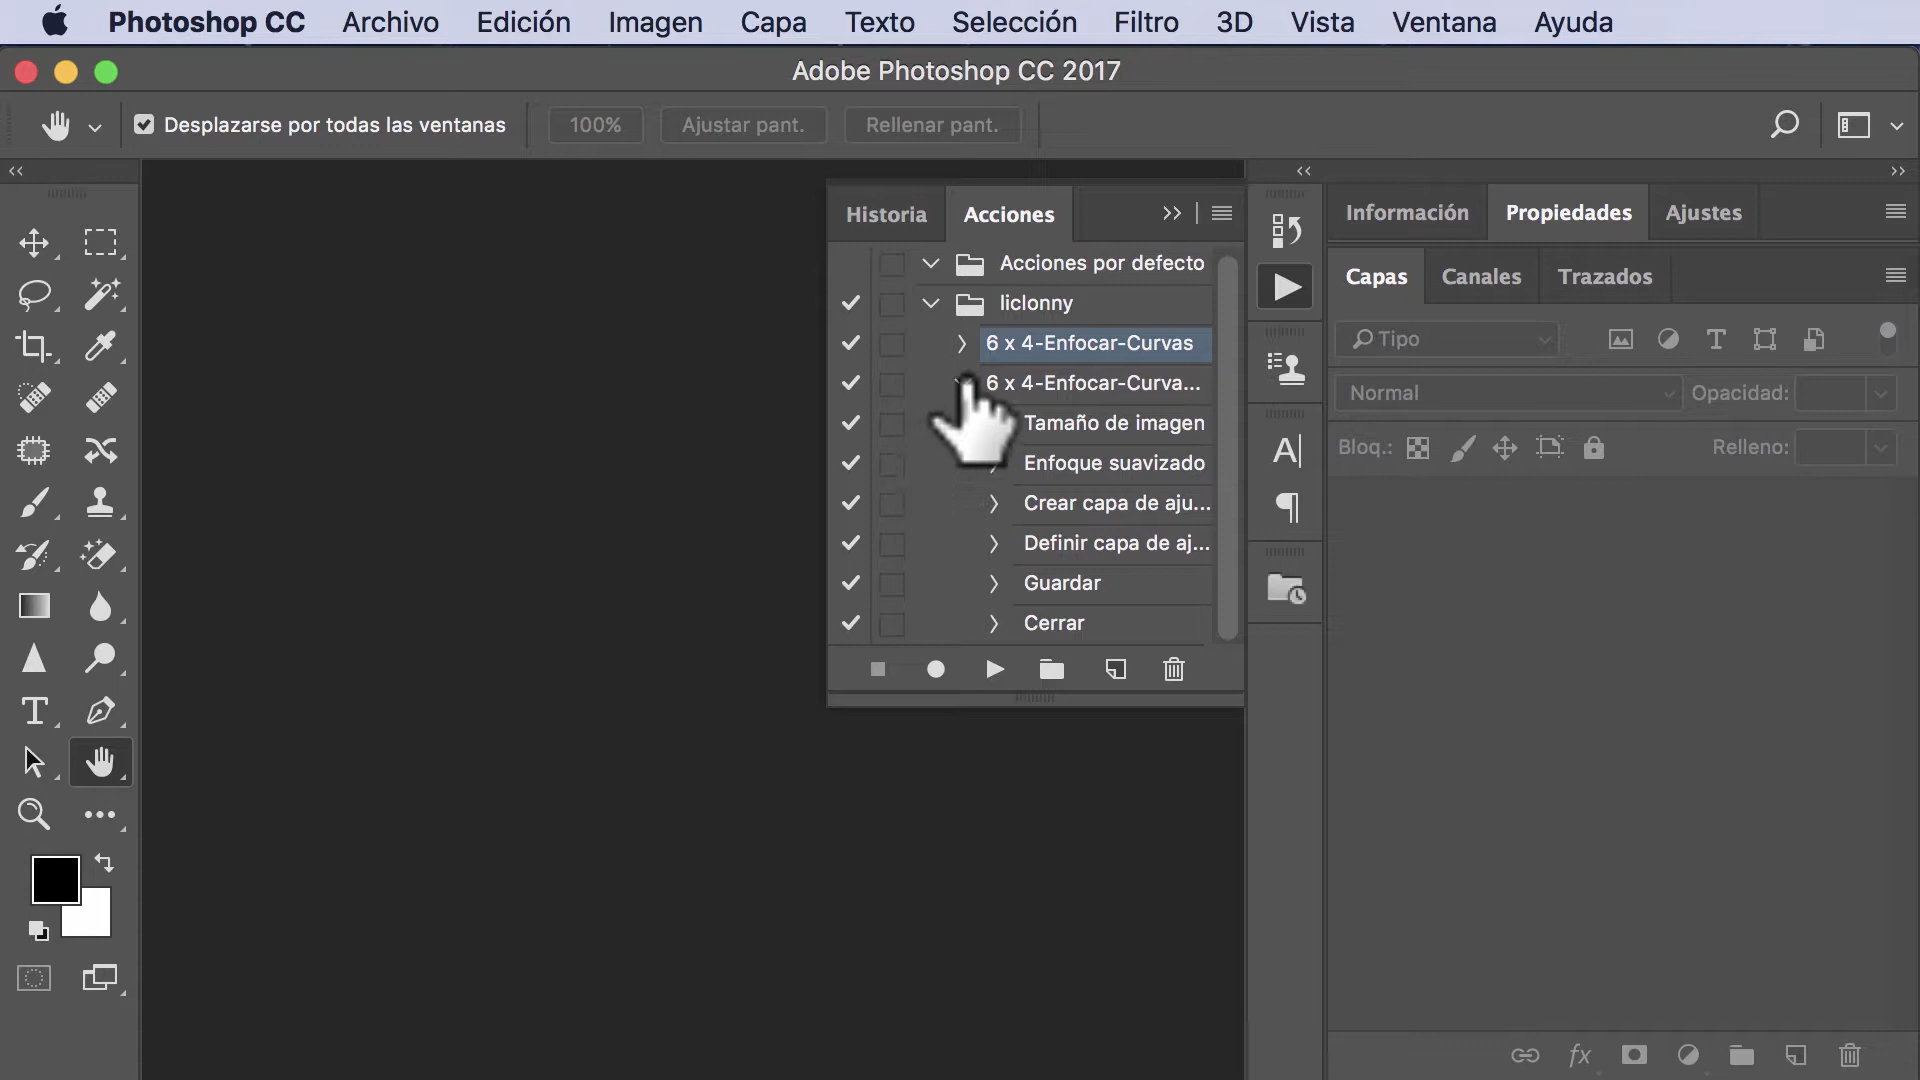 Photoshop CC Archivo Edición Imagen Capa Texto Selección Filtro 3D Vista Ventana Ayuda
Adobe Photoshop CC 2017
Desplazarse por todas las ventanas 100% Ajustar pant. Rellenar pant.
Historia Acciones
Acciones por defecto
liclonny
6 x 4-Enfocar-Curvas
6 x 4-Enfocar-Curva...
Tamaño de imagen
Enfoque suavizado
Crear capa de aju...
Definir capa de aj...
Guardar
Cerrar
Información Propiedades Ajustes
Capas Canales Trazados
Tipo
Normal Opacidad:
Bloq.: Relleno:
fx